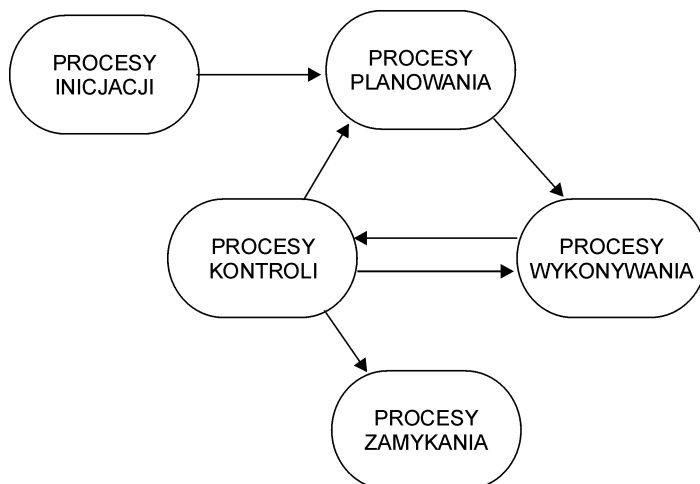 PROCESY
INICJACJI
PROCESY
PLANOWANIA
PROCESY
KONTROLI
PROCESY
WYKONYWANIA
PROCESY
ZAMYKANIA